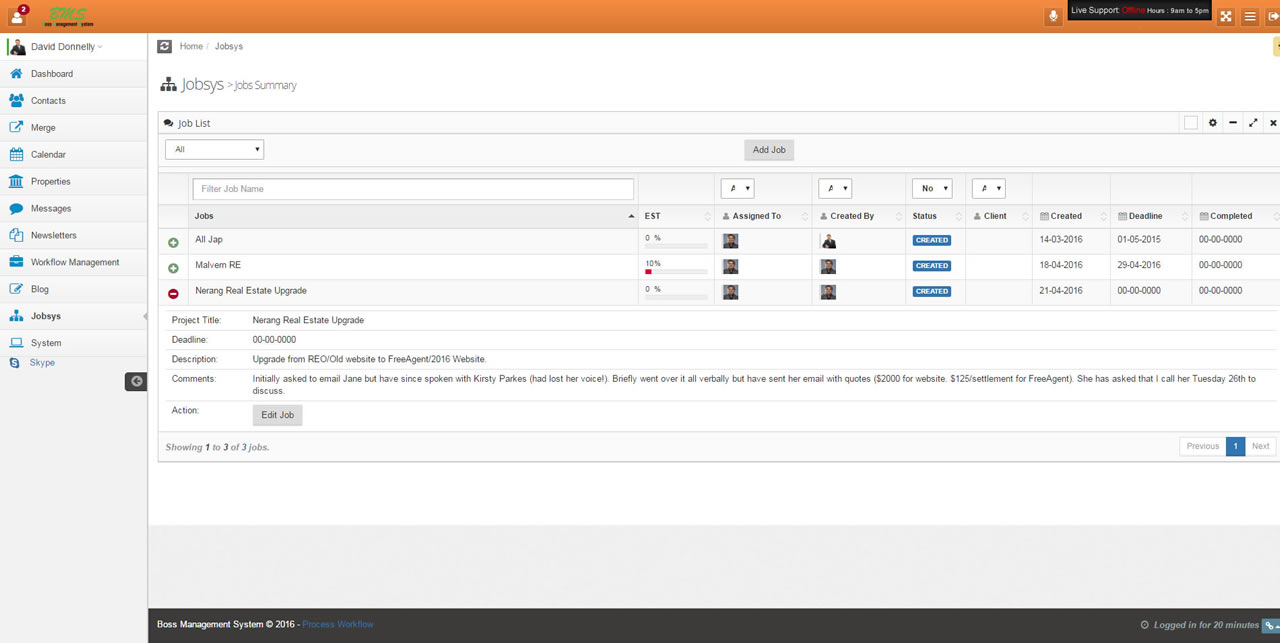 2
BMS
Boss Management System
Live Support: Offline Hours : 9am to 5pm
David Donnelly
Home / Jobsys
Dashboard
Contacts
Merge
Calendar
Properties
Messages
Newsletters
Workflow Management
Blog
Jobsys
System
Skype
Jobsys > Jobs Summary
Job List
All
Add Job
Filter Job Name
No
Jobs EST Assigned To Created By Status Client Created Deadline Completed
All Jap 0 % CREATED 14-03-2016 01-05-2015 00-00-0000
Malvern RE 10% CREATED 18-04-2016 29-04-2016 00-00-0000
Nerang Real Estate Upgrade 0 % CREATED 21-04-2016 00-00-0000 00-00-0000
Project Title: Nerang Real Estate Upgrade
Deadline: 00-00-0000
Description: Upgrade from REO/Old website to FreeAgent/2016 Website.
Comments: Initially asked to email Jane but have since spoken with Kirsty Parkes (had lost her voice!). Briefly went over it all verbally but have sent her email with quotes ($2000 for website. $125/settlement for FreeAgent). She has asked that I call her Tuesday 26th to
discuss.
Action: Edit Job
Showing 1 to 3 of 3 jobs.
Previous 1 Next
Boss Management System © 2016 - Process Workflow
Logged in for 20 minutes